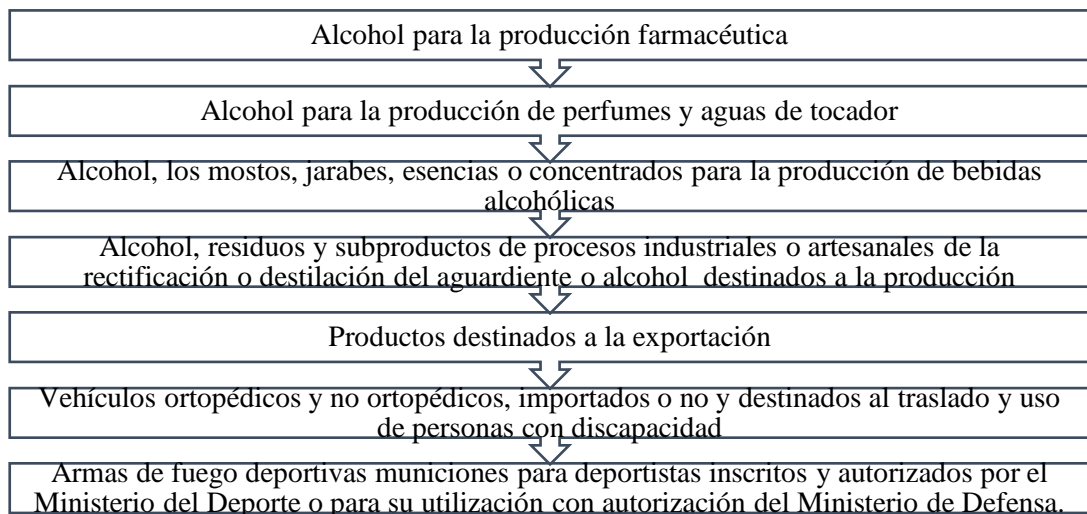 Alcohol para la producción farmacéutica
Alcohol para la producción de perfumes y aguas de tocador
Alcohol, los mostos, jarabes, esencias o concentrados para la producción de bebidas
alcohólicas
Alcohol, residuos y subproductos de procesos industriales o artesanales de la
rectificación o destilación del aguardiente o alcohol destinados a la producción
Productos destinados a la exportación
Vehículos ortopédicos y no ortopédicos, importados o no y destinados al traslado y uso
de personas con discapacidad
Armas de fuego deportivas municiones para deportistas inscritos y autorizados por el
Ministerio del Deporte o para su utilización con autorización del Ministerio de Defensa.